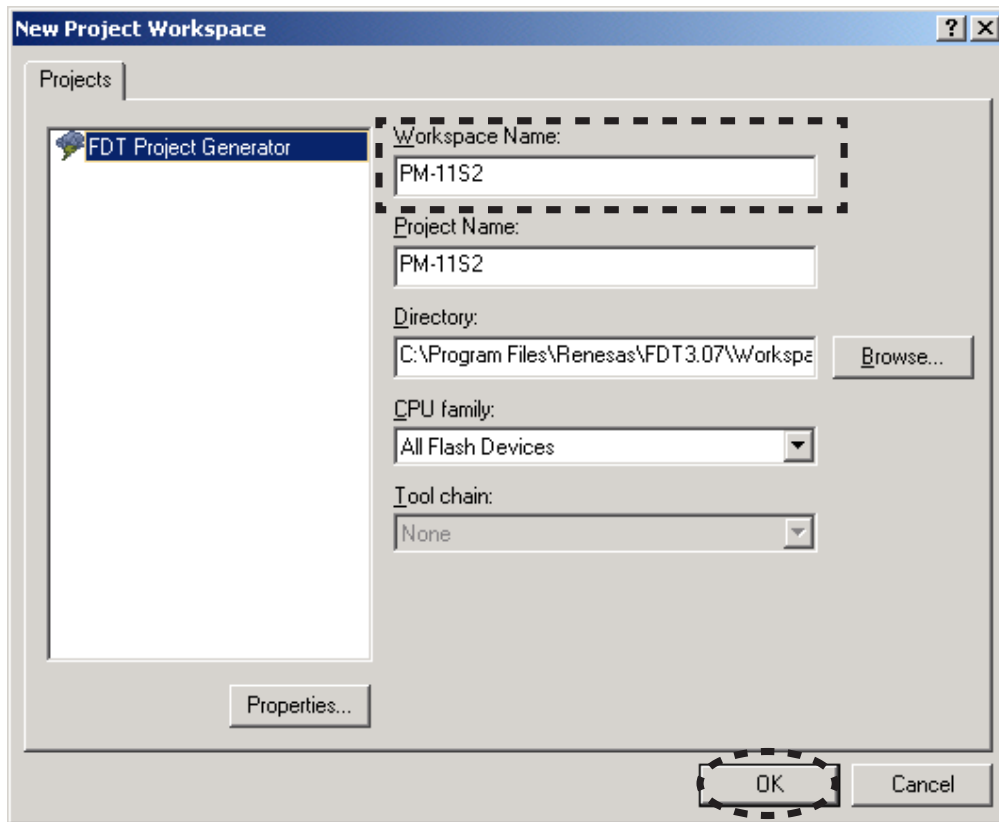 New Project Workspace
Projects
FDT Project Generator
Workspace Name:
PM-11S2
Project Name:
PM-11S2
Directory:
C:\Program Files\Renesas\FDT3.07\Workspa
Browse...
CPU family:
All Flash Devices
Tool chain:
None
Properties...
OK
Cancel